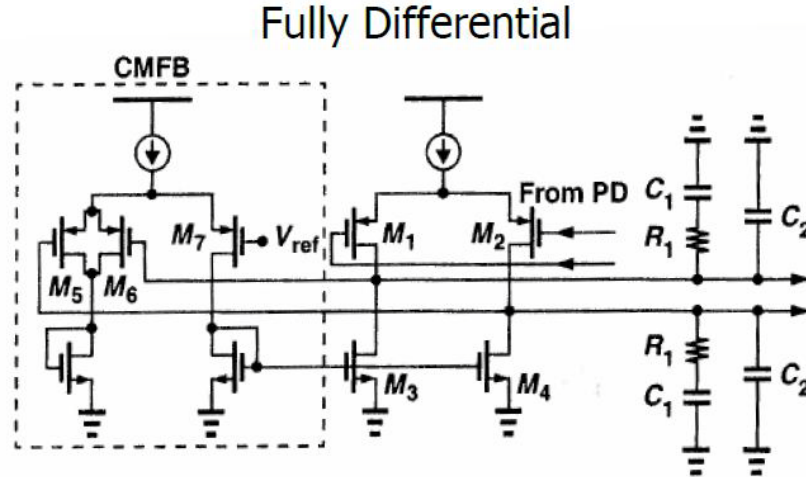 Fully Differential
CMFB
From PD
C1
C2
R1
M7
Vref
M1
M2
M5
M6
R1
C2
C1
M3
M4